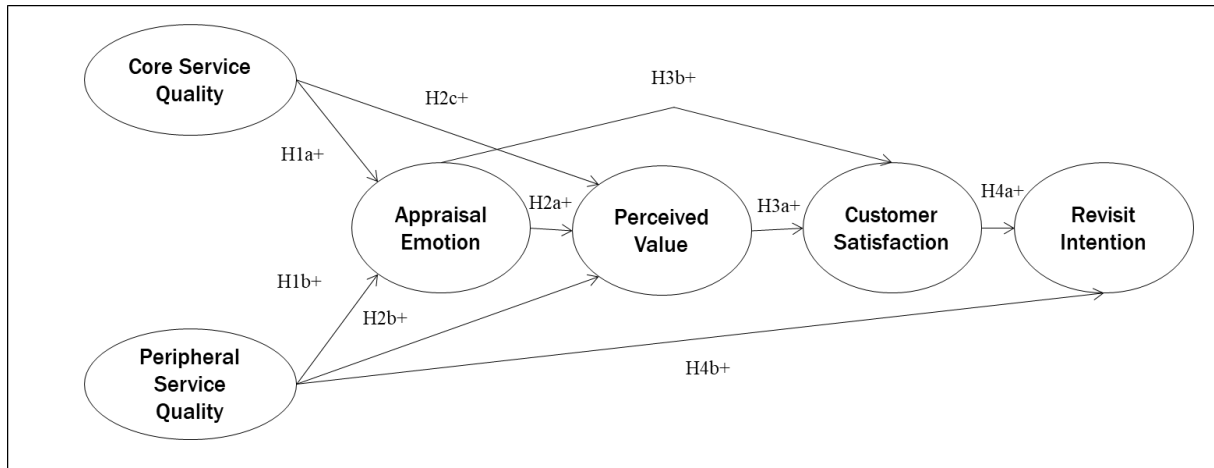 Core Service
Quality
H3b+
H2c+
H1a+
Appraisal
Emotion
H2a+
Perceived
Value
H3a+
Customer
Satisfaction
H4a+
Revisit
Intention
H1b+
H2b+
Peripheral
Service
Quality
H4b+